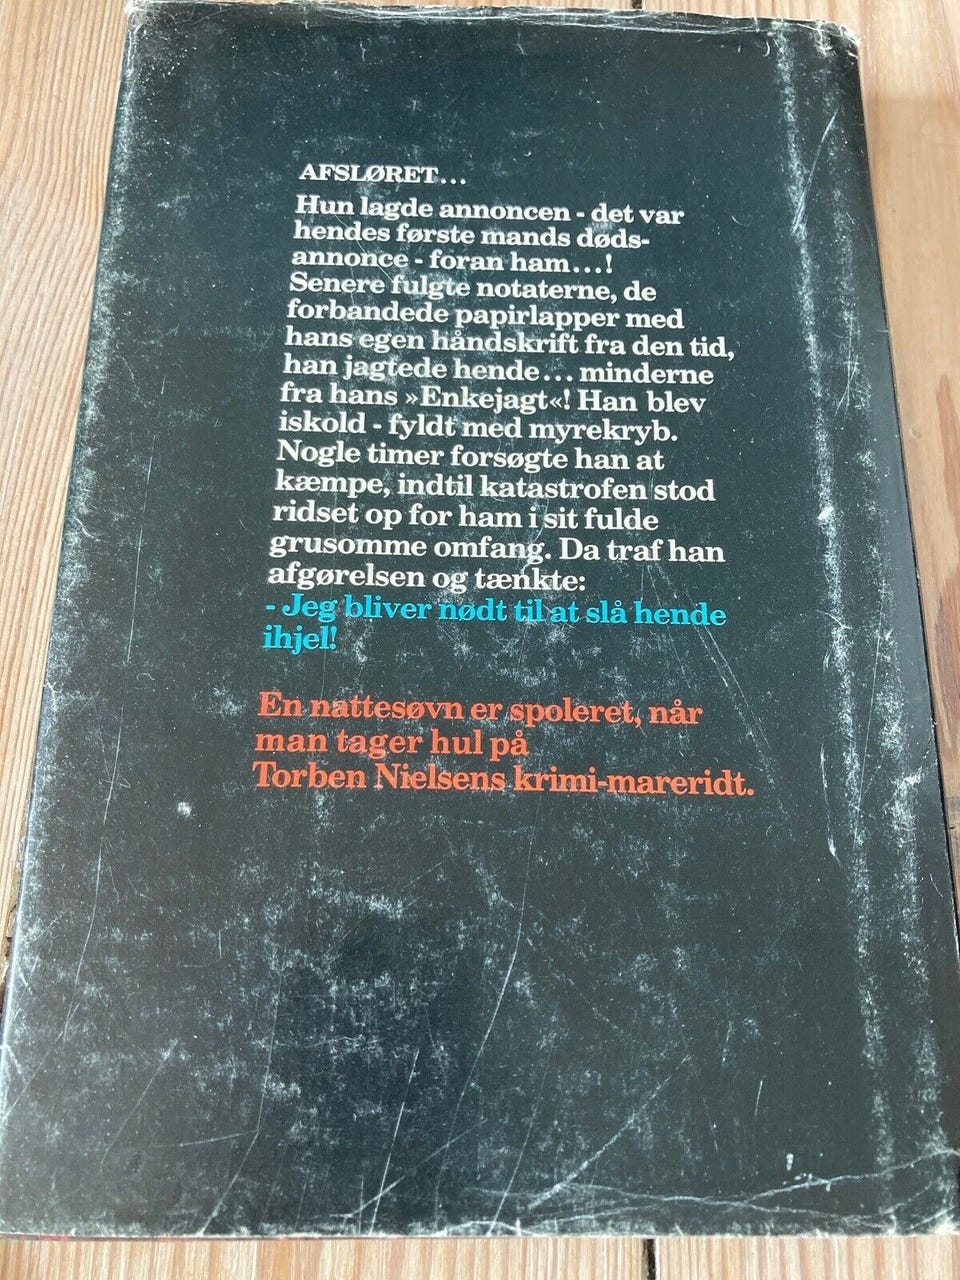 AFSLØRET...
Hun lagde annoncen - det var
hendes første mands døds-
annonce - foran ham...!
Senere fulgte notaterne, de
forbandede papirlapper med
hans egen håndskrift fra den tid,
han jagtede hende... minderne
fra hans »Enkejagt«! Han blev
iskold - fyldt med myrekryb.
Nogle timer forsøgte han at
kæmpe, indtil katastrofen stod
ridset op for ham i sit fulde
grusomme omfang. Da traf han
afgørelsen og tænkte:
- Jeg bliver nødt til at slå hende
ihjel!
En nattesøvn er spoleret, når
man tager hul på
Torben Nielsens krimi-mareridt.